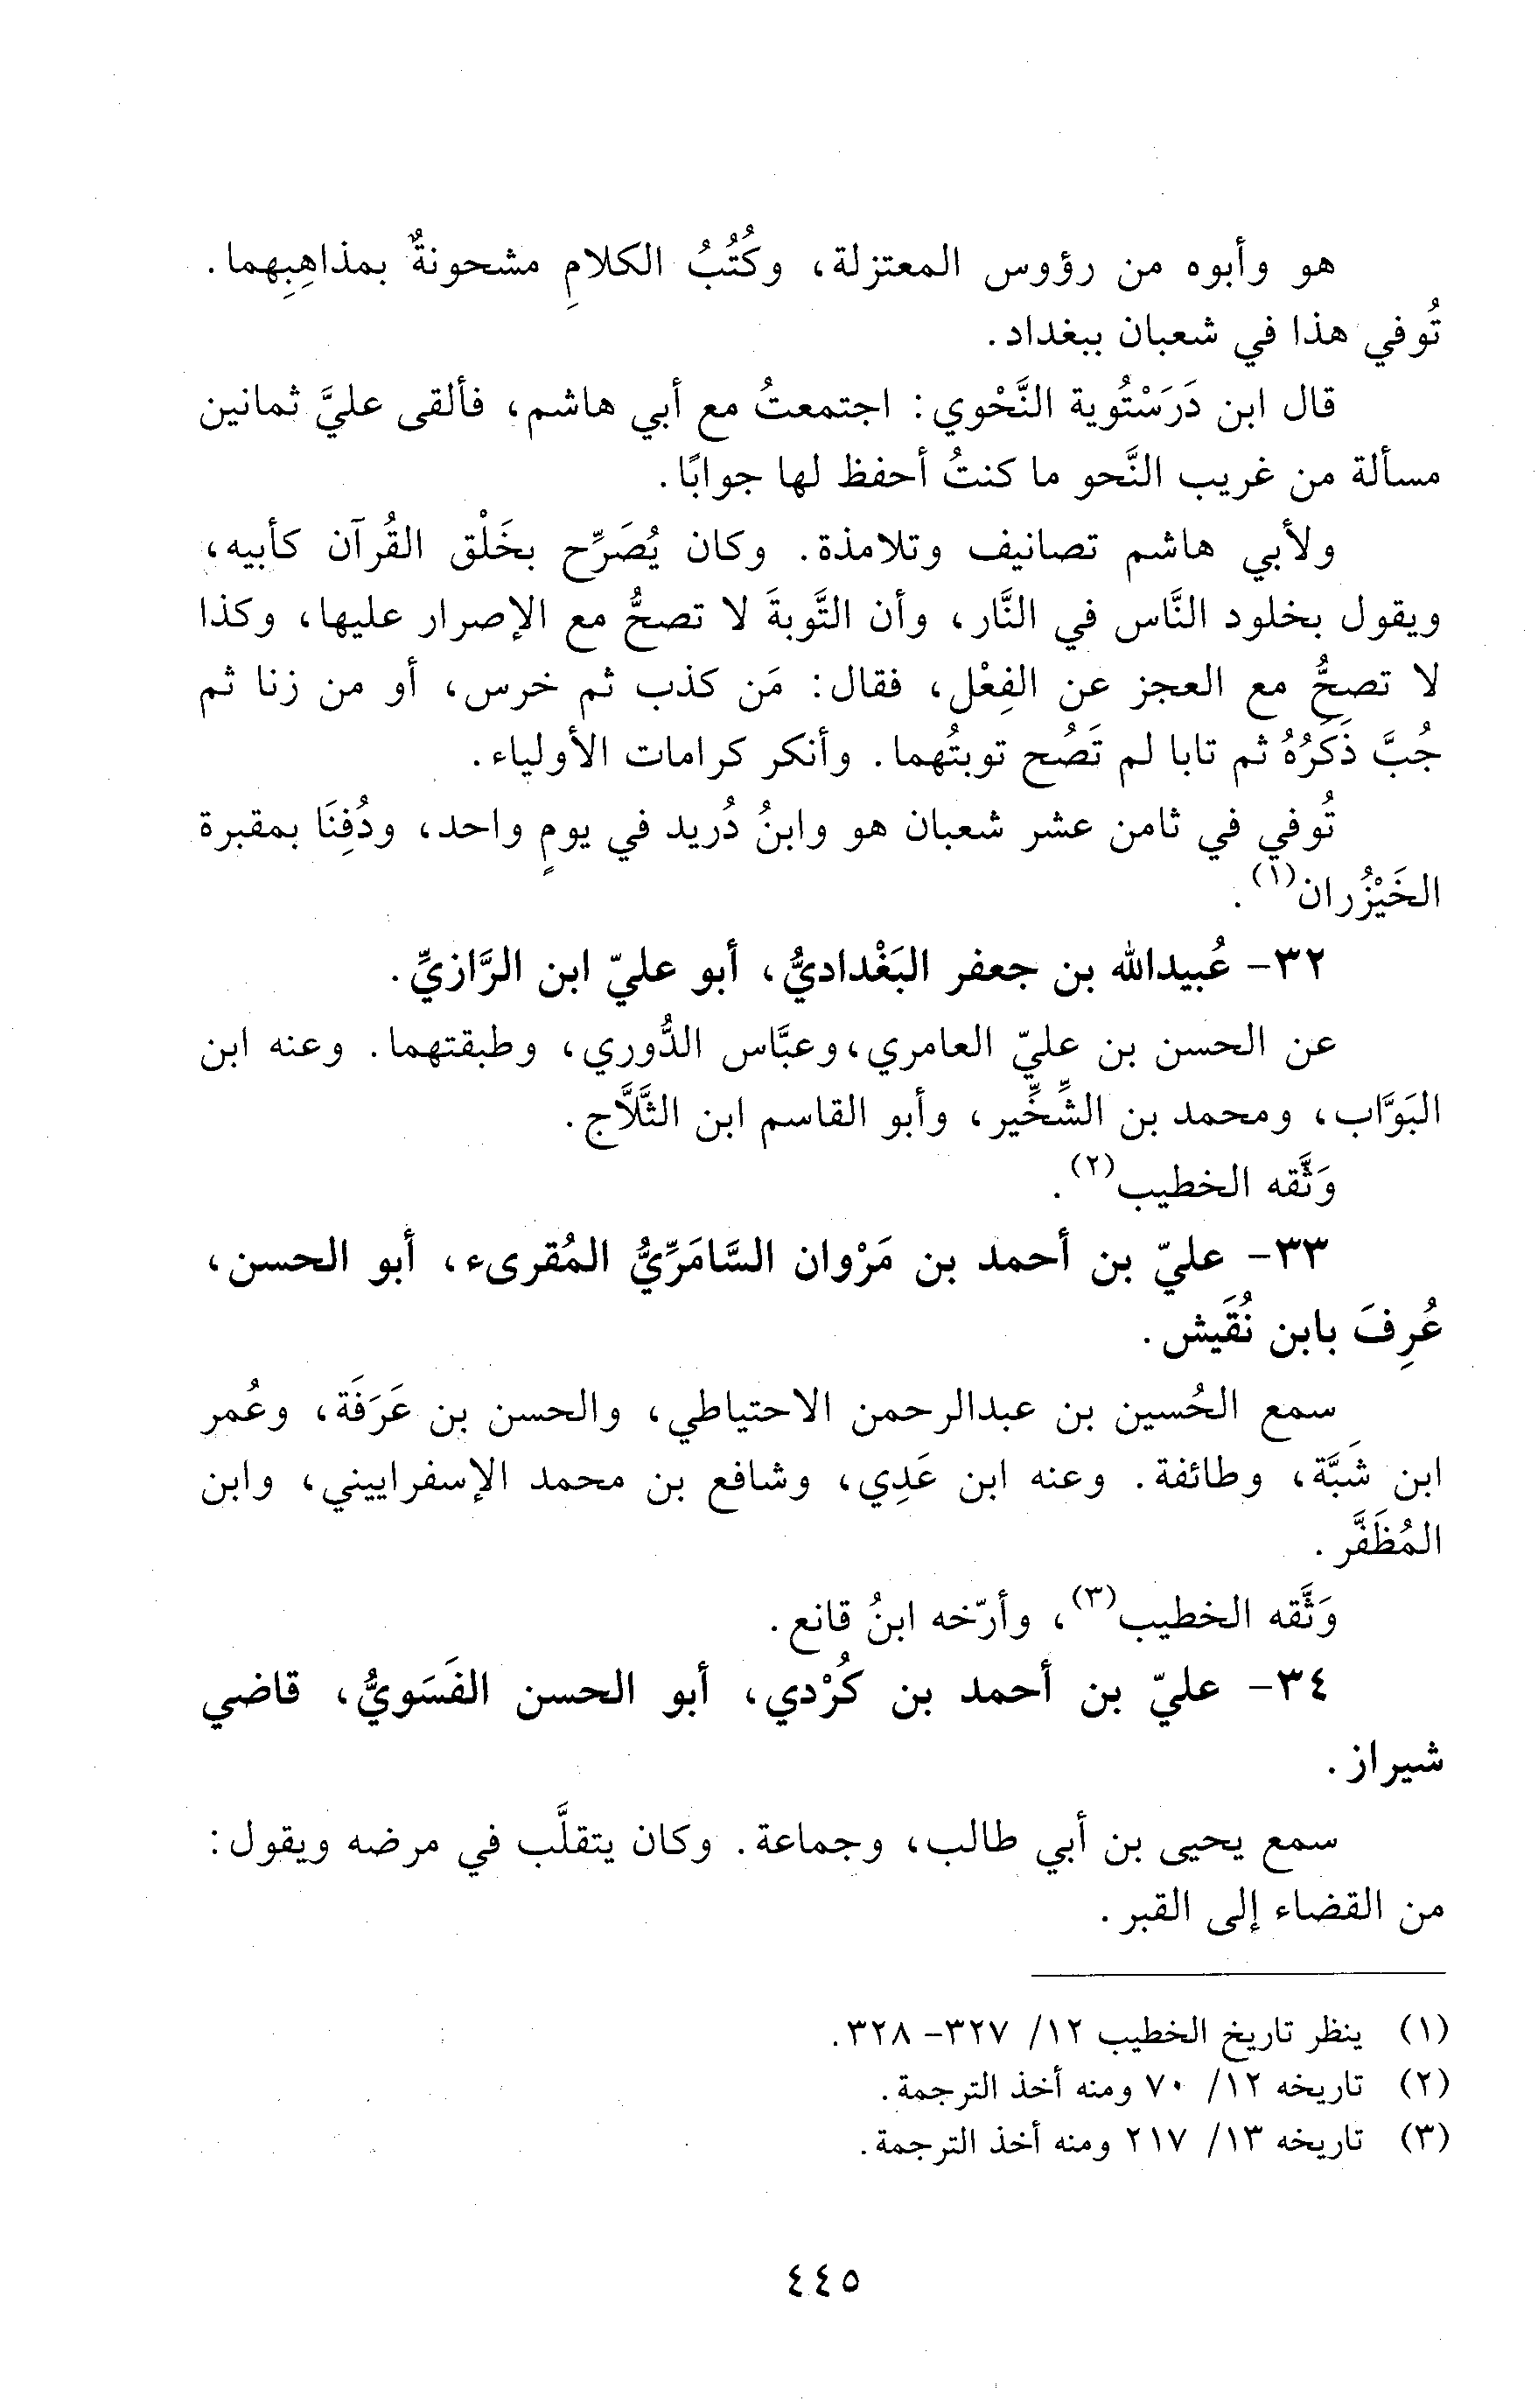 هو وأبوه من رؤوس المعتزلة، وكُتُبُ الكلامِ مشحونةٌ بمذاهِبِهما.
تُوفي هذا في شعبان ببغداد.
قال ابن دَرَسْتُوية النَّحْوي: اجتمعتُ مع أبي هاشم، فألقى عليَّ ثمانين
مسألة من غريب النَّحو ما كنتُ أحفظ لها جوابًا.
ولأبي هاشم تصانيف وتلامذة. وكان يُصَرِّح بخَلْق القُرآن كأبيه،
ويقول بخلود النَّاس في النَّار، وأن التَّوبةَ لا تصحُّ مع الإصرار عليها، وكذا
لا تصحُّ مع العجز عن الفِعْل، فقال: مَن كذب ثم خرس، أو من زنا ثم
جُبَّ ذَكَرُهُ ثم تابا لم تَصُح توبتُهما. وأنكر كرامات الأولياء.
تُوفي في ثامن عشر شعبان هو وابنُ دُريد في يومٍ واحد، ودُفِنَا بمقبرة
الخَيْزُران(١).
٣٢- عُبيدالله بن جعفر البَغْداديُّ، أبو عليّ ابن الرَّازيِّ.
عن الحسن بن عليّ العامري، وعبَّاس الدُّوري، وطبقتهما. وعنه ابن
البَوَّاب، ومحمد بن الشِّخِّير، وأبو القاسم ابن الثَّلَّاج.
وَثَّقه الخطيب(٢).
٣٣- عليّ بن أحمد بن مَرْوان السَّامَرِّيُّ المُقرىء، أبو الحسن،
عُرِفَ بابن نُقَيش.
سمع الحُسين بن عبدالرحمن الاحتياطي، والحسن بن عَرَفَة، وعُمر
ابن شَبَّة، وطائفة. وعنه ابن عَدِي، وشافع بن محمد الإسفراييني، وابن
المُظَفَّر.
وَثَّقه الخطيب(٣)، وأرّخه ابنُ قانع.
٣٤- عليّ بن أحمد بن كُرْدي، أبو الحسن الفَسَويُّ، قاضي
شيراز.
سمع يحيى بن أبي طالب، وجماعة. وكان يتقلَّب في مرضه ويقول:
من القضاء إلى القبر.
(١) ينظر تاريخ الخطيب ١٢/ ٣٢٧- ٣٢٨.
(٢) تاريخه ١٢/ ٧٠ ومنه أخذ الترجمة.
(٣) تاريخه ١٣/ ٢١٧ ومنه أخذ الترجمة.
٤٤٥